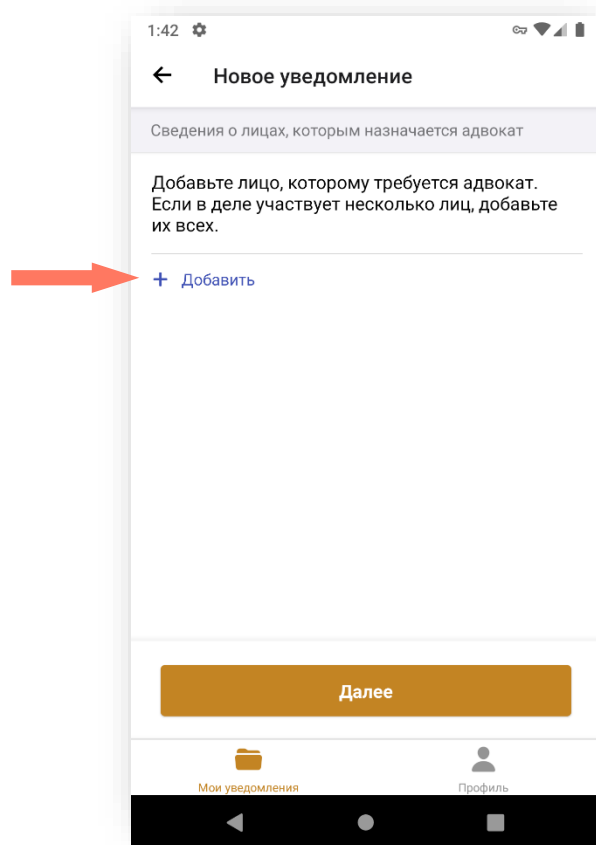 1:42
Новое уведомление
Сведения о лицах, которым назначается адвокат
Добавьте лицо, которому требуется адвокат.
Если в деле участвует несколько лиц, добавьте
их всех.
+ Добавить
Далее
Мои уведомления
Профиль